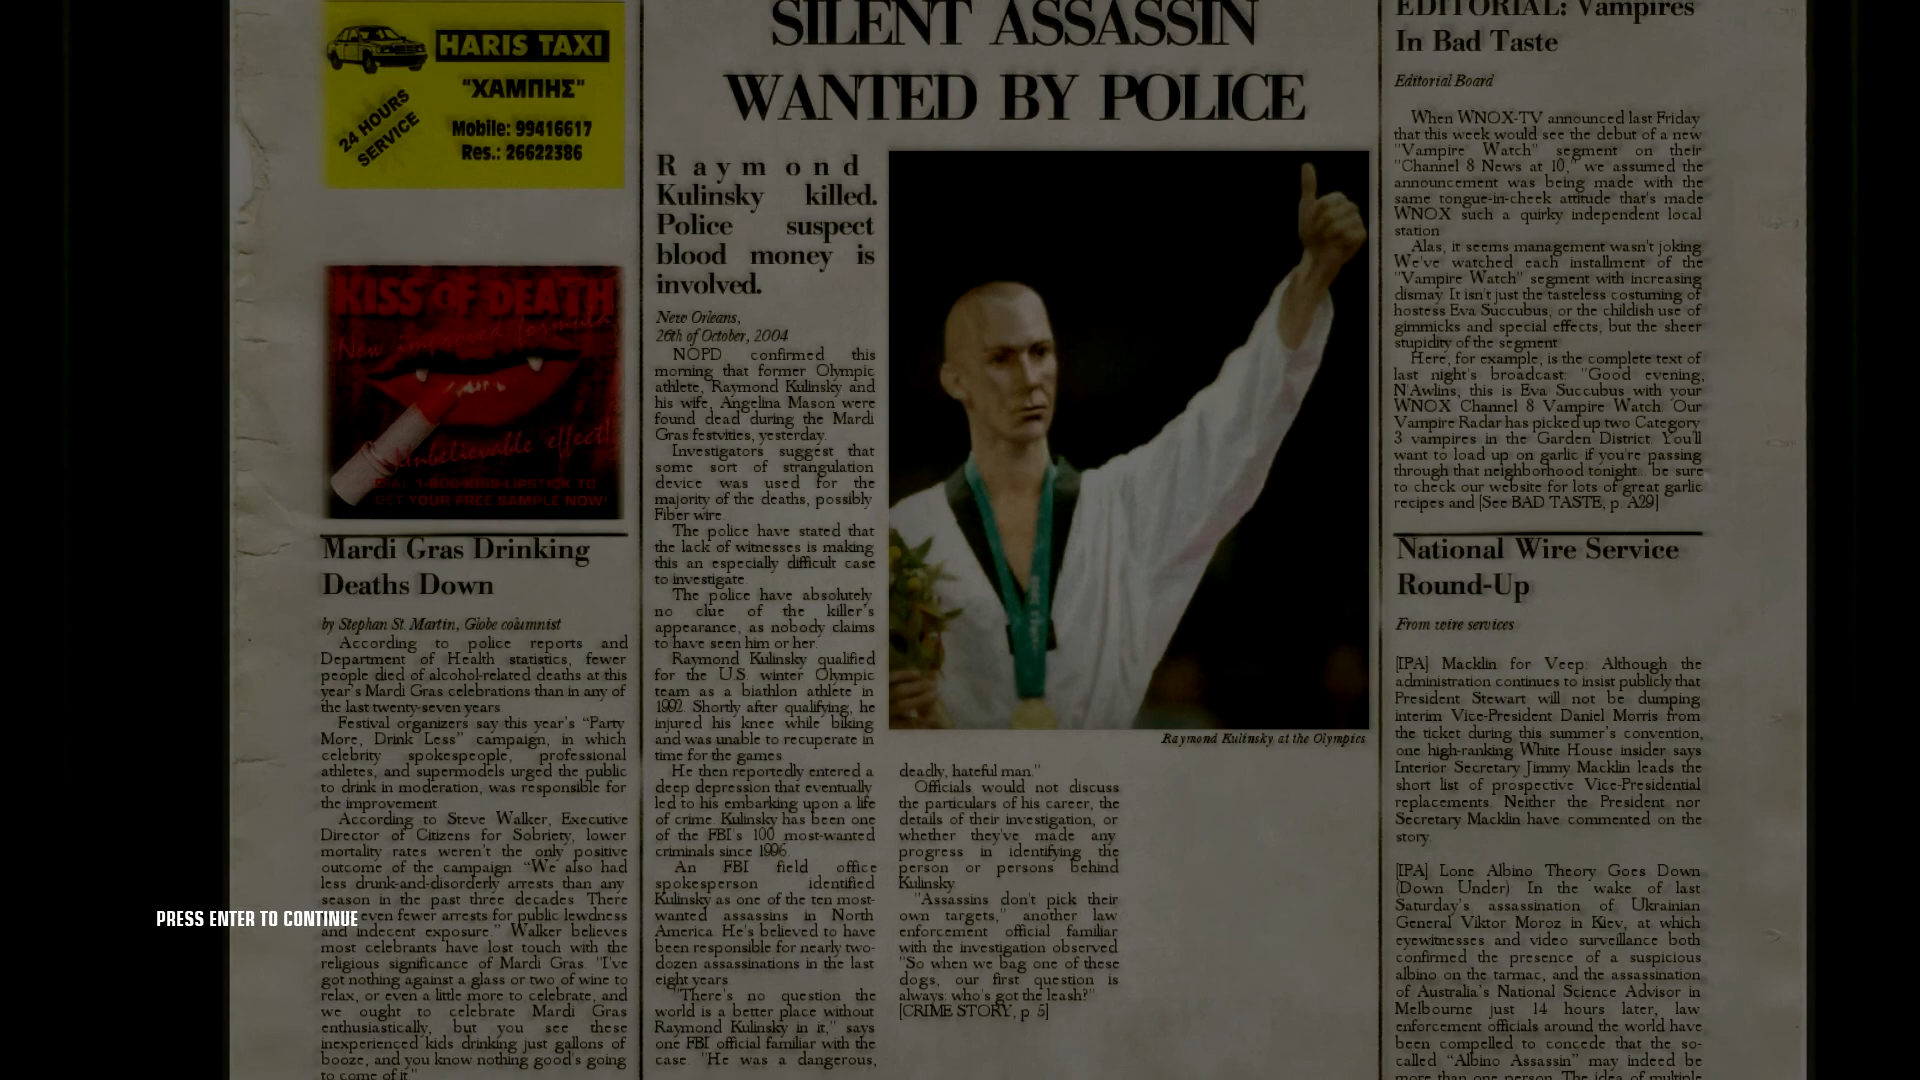 HARIS TAXI
"ΧΑΜΠΗΣ"
24 HOURS
SERVICE
Mobile: 99416617
Res.: 26622386
KISS OF DEATH
New improved formula
Unbelievable effect!
DIAL 1-800-KISS-LIPSTICK TO
GET YOUR FREE SAMPLE NOW!
Mardi Gras Drinking
Deaths Down
by Stephan St. Martin, Globe columnist
According to police reports and
Department of Health statistics, fewer
people died of alcohol-related deaths at this
year's Mardi Gras celebrations than in any of
the last twenty-seven years.
Festival organizers say this year's "Party
More, Drink Less" campaign, in which
celebrity spokespeople, professional
athletes, and supermodels urged the public
to drink in moderation, was responsible for
the improvement.
According to Steve Walker, Executive
Director of Citizens for Sobriety, lower
mortality rates weren't the only positive
outcome of the campaign. "We also had
less drunk-and-disorderly arrests than any
season in the past three decades. There
even fewer arrests for public lewdness
and indecent exposure." Walker believes
most celebrants have lost touch with the
religious significance of Mardi Gras. "I've
got nothing against a glass or two of wine to
relax, or even a little more to celebrate, and
we ought to celebrate Mardi Gras
enthusiastically, but you see these
inexperienced kids drinking just gallons of
booze, and you know nothing good's going
to come of it."
PRESS ENTER TO CONTINUE
SILENT ASSASSIN
WANTED BY POLICE
Raymond
Kulinsky killed.
Police suspect
blood money is
involved.
New Orleans,
26th of October, 2004
NOPD confirmed this
morning that former Olympic
athlete, Raymond Kulinsky and
his wife, Angelina Mason were
found dead during the Mardi
Gras festvities, yesterday.
Investigators suggest that
some sort of strangulation
device was used for the
majority of the deaths, possibly
Fiber wire.
The police have stated that
the lack of witnesses is making
this an especially difficult case
to investigate.
The police have absolutely
no clue of the killer's
appearance, as nobody claims
to have seen him or her.
Raymond Kulinsky qualified
for the U.S. winter Olympic
team as a biathlon athlete in
1992. Shortly after qualifying, he
injured his knee while biking
and was unable to recuperate in
time for the games.
He then reportedly entered a
deep depression that eventually
led to his embarking upon a life
of crime. Kulinsky has been one
of the FBI's 100 most-wanted
criminals since 1996.
An FBI field office
spokesperson identified
Kulinsky as one of the ten most-
wanted assassins in North
America. He's believed to have
been responsible for nearly two-
dozen assassinations in the last
eight years.
"There's no question the
world is a better place without
Raymond Kulinsky in it," says
one FBI official familiar with the
case. "He was a dangerous,
Raymond Kulinsky at the Olympics
deadly, hateful man."
Officials would not discuss
the particulars of his career, the
details of their investigation, or
whether they've made any
progress in identifying the
person or persons behind
Kulinsky.
"Assassins don't pick their
own targets," another law
enforcement official familiar
with the investigation observed.
"So when we bag one of these
dogs, our first question is
always: who's got the leash?"
[CRIME STORY, p. 5]
EDITORIAL: Vampires
In Bad Taste
Editorial Board
When WNOX-TV announced last Friday
that this week would see the debut of a new
"Vampire Watch" segment on their
"Channel 8 News at 10," we assumed the
announcement was being made with the
same tongue-in-cheek attitude that's made
WNOX such a quirky independent local
station.
Alas, it seems management wasn't joking.
We've watched each installment of the
"Vampire Watch" segment with increasing
dismay. It isn't just the tasteless costuming of
hostess Eva Succubus, or the childish use of
gimmicks and special effects, but the sheer
stupidity of the segment.
Here, for example, is the complete text of
last night's broadcast: "Good evening,
N'Awlins, this is Eva Succubus with your
WNOX Channel 8 Vampire Watch. Our
Vampire Radar has picked up two Category
3 vampires in the Garden District. You'll
want to load up on garlic if you're passing
through that neighborhood tonight... be sure
to check our website for lots of great garlic
recipes and [See BAD TASTE, p. A29]
National Wire Service
Round-Up
From wire services
[IPA] Macklin for Veep: Although the
administration continues to insist publicly that
President Stewart will not be dumping
interim Vice-President Daniel Morris from
the ticket during this summer's convention,
one high-ranking White House insider says
Interior Secretary Jimmy Macklin leads the
short list of prospective Vice-Presidential
replacements. Neither the President nor
Secretary Macklin have commented on the
story.
[IPA] Lone Albino Theory Goes Down
(Down Under): In the wake of last
Saturday's assassination of Ukrainian
General Viktor Moroz in Kiev, at which
eyewitnesses and video surveillance both
confirmed the presence of a suspicious
albino on the tarmac, and the assassination
of Australia's National Science Advisor in
Melbourne just 14 hours later, law
enforcement officials around the world have
been compelled to concede that the so-
called "Albino Assassin" may indeed be
more than one person. The idea of multiple